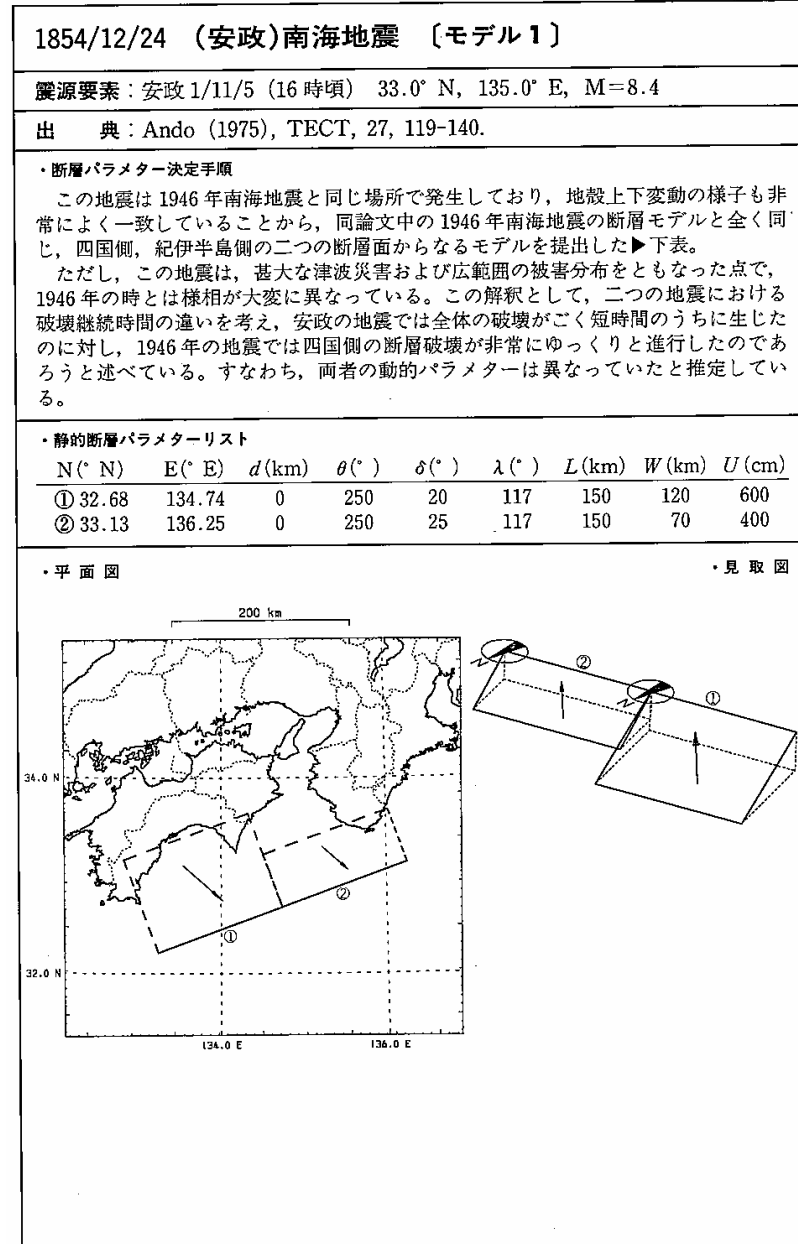 1854/12/24 (安政)南海地震 〔モデル1〕
震源要素：安政1/11/5 (16時頃) 33.0° N, 135.0° E, M=8.4
出 典：Ando (1975), TECT, 27, 119-140.
・断層パラメター決定手順
この地震は1946年南海地震と同じ場所で発生しており，地殻上下変動の様子も非
常によく一致していることから，同論文中の1946年南海地震の断層モデルと全く同
じ，四国側，紀伊半島側の二つの断層面からなるモデルを提出した▶下表。
ただし，この地震は，甚大な津波災害および広範囲の被害分布をともなった点で，
1946年の時とは様相が大変に異なっている。この解釈として，二つの地震における
破壊継続時間の違いを考え，安政の地震では全体の破壊がごく短時間のうちに生じた
のに対し，1946年の地震では四国側の断層破壊が非常にゆっくりと進行したのであ
ろうと述べている。すなわち，両者の動的パラメターは異なっていたと推定してい
る。
・静的断層パラメターリスト
N(° N) E(° E) d(km) θ(°) δ(°) λ(°) L(km) W(km) U(cm)
① 32.68 134.74 0 250 20 117 150 120 600
② 33.13 136.25 0 250 25 117 150 70 400
・平面図 ・見取図
200 km
② ①
N N
34.0 N
②
①
32.0 N
134.0 E 136.0 E